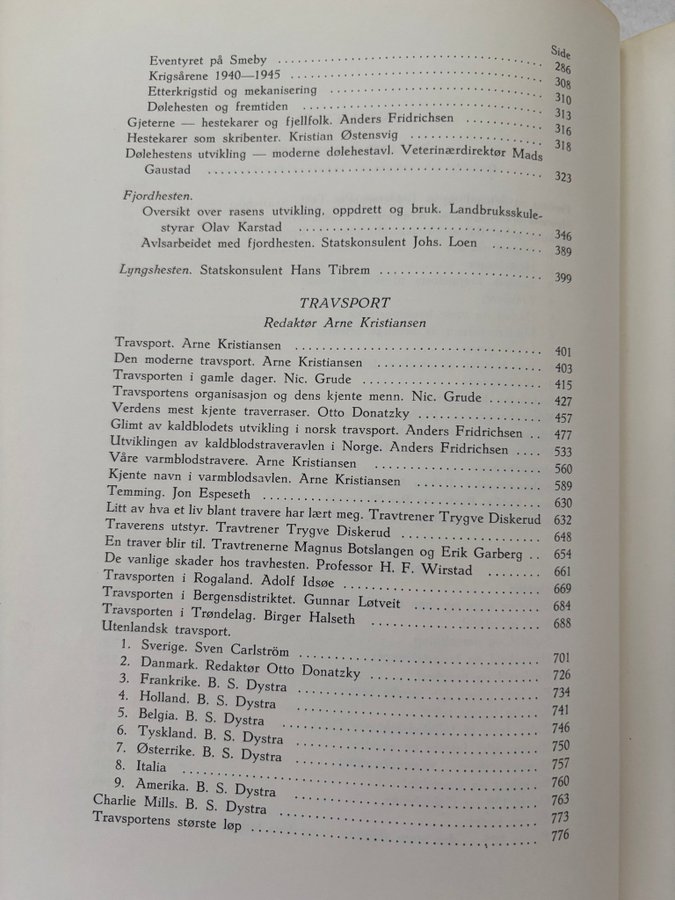 Side
Eventyret på Smeby 286
Krigsårene 1940—1945 308
Etterkrigstid og mekanisering 310
Dølehesten og fremtiden 313
Gjeterne — hestekarer og fjellfolk. Anders Fridrichsen 316
Hestekarer som skribenter. Kristian Østensvig 318
Dølehestens utvikling — moderne dølehestavl. Veterinærdirektør Mads
Gaustad 323
Fjordhesten.
Oversikt over rasens utvikling, oppdrett og bruk. Landbruksskule-
styrar Olav Karstad 346
Avlsarbeidet med fjordhesten. Statskonsulent Johs. Loen 389
Lyngshesten. Statskonsulent Hans Tibrem 399
TRAVSPORT
Redaktør Arne Kristiansen
Travsport. Arne Kristiansen 401
Den moderne travsport. Arne Kristiansen 403
Travsporten i gamle dager. Nic. Grude 415
Travsportens organisasjon og dens kjente menn. Nic. Grude 427
Verdens mest kjente traverraser. Otto Donatzky 457
Glimt av kaldblodets utvikling i norsk travsport. Anders Fridrichsen 477
Utviklingen av kaldblodstraveravlen i Norge. Anders Fridrichsen 533
Våre varmblodstravere. Arne Kristiansen 560
Kjente navn i varmblodsavlen. Arne Kristiansen 589
Temming. Jon Espeseth 630
Litt av hva et liv blant travere har lært meg. Travtrener Trygve Diskerud 632
Traverens utstyr. Travtrener Trygve Diskerud 648
En traver blir til. Travtrenerne Magnus Botslangen og Erik Garberg 654
De vanlige skader hos travhesten. Professor H. F. Wirstad 661
Travsporten i Rogaland. Adolf Idsøe 669
Travsporten i Bergensdistriktet. Gunnar Løtveit 684
Travsporten i Trøndelag. Birger Halseth 688
Utenlandsk travsport.
1. Sverige. Sven Carlström 701
2. Danmark. Redaktør Otto Donatzky 726
3. Frankrike. B. S. Dystra 734
4. Holland. B. S. Dystra 741
5. Belgia. B. S. Dystra 746
6. Tyskland. B. S. Dystra 750
7. Østerrike. B. S. Dystra 757
8. Italia 760
9. Amerika. B. S. Dystra 763
Charlie Mills. B. S. Dystra 773
Travsportens største løp 776